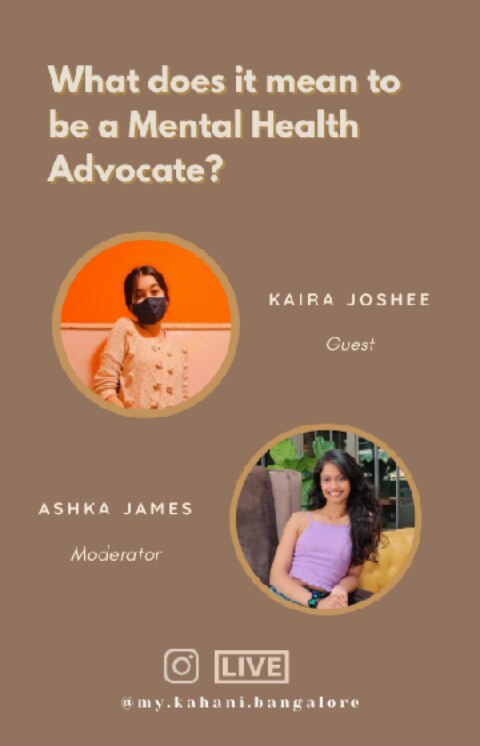 What does it mean to
be a Mental Health
Advocate?
KAIRA JOSHEE
Guest
ASHKA JAMES
Moderator
LIVE
@my.kahani.bangalore